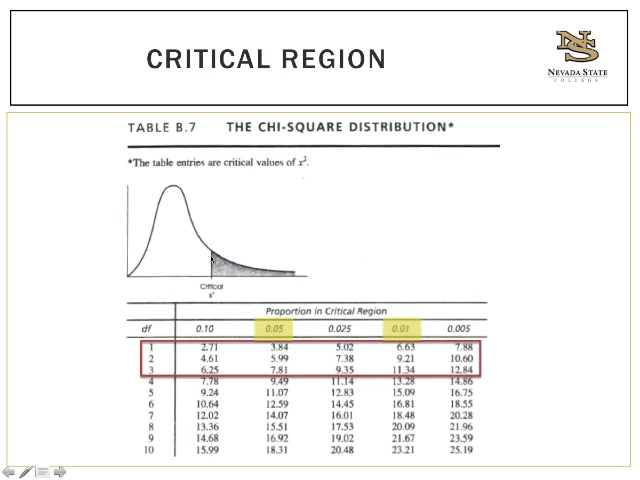 CRITICAL REGION
NS
NEVADA STATE
COLLEGE
TABLE B.7 THE CHI-SQUARE DISTRIBUTION*
*The table entries are critical values of x².
Critical
x²
Proportion in Critical Region
df 0.10 0.05 0.025 0.01 0.005
1 2.71 3.84 5.02 6.63 7.88
2 4.61 5.99 7.38 9.21 10.60
3 6.25 7.81 9.35 11.34 12.84
4 7.78 9.49 11.14 13.28 14.86
5 9.24 11.07 12.83 15.09 16.75
6 10.64 12.59 14.45 16.81 18.55
7 12.02 14.07 16.01 18.48 20.28
8 13.36 15.51 17.53 20.09 21.96
9 14.68 16.92 19.02 21.67 23.59
10 15.99 18.31 20.48 23.21 25.19